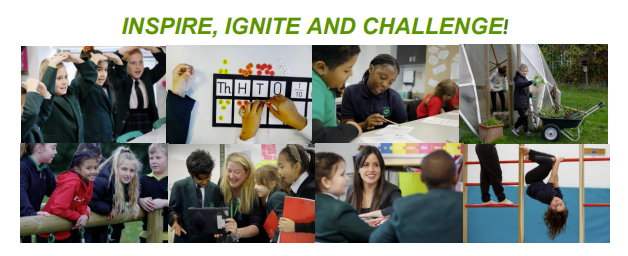 INSPIRE, IGNITE AND CHALLENGE!
Th H T O 1/10